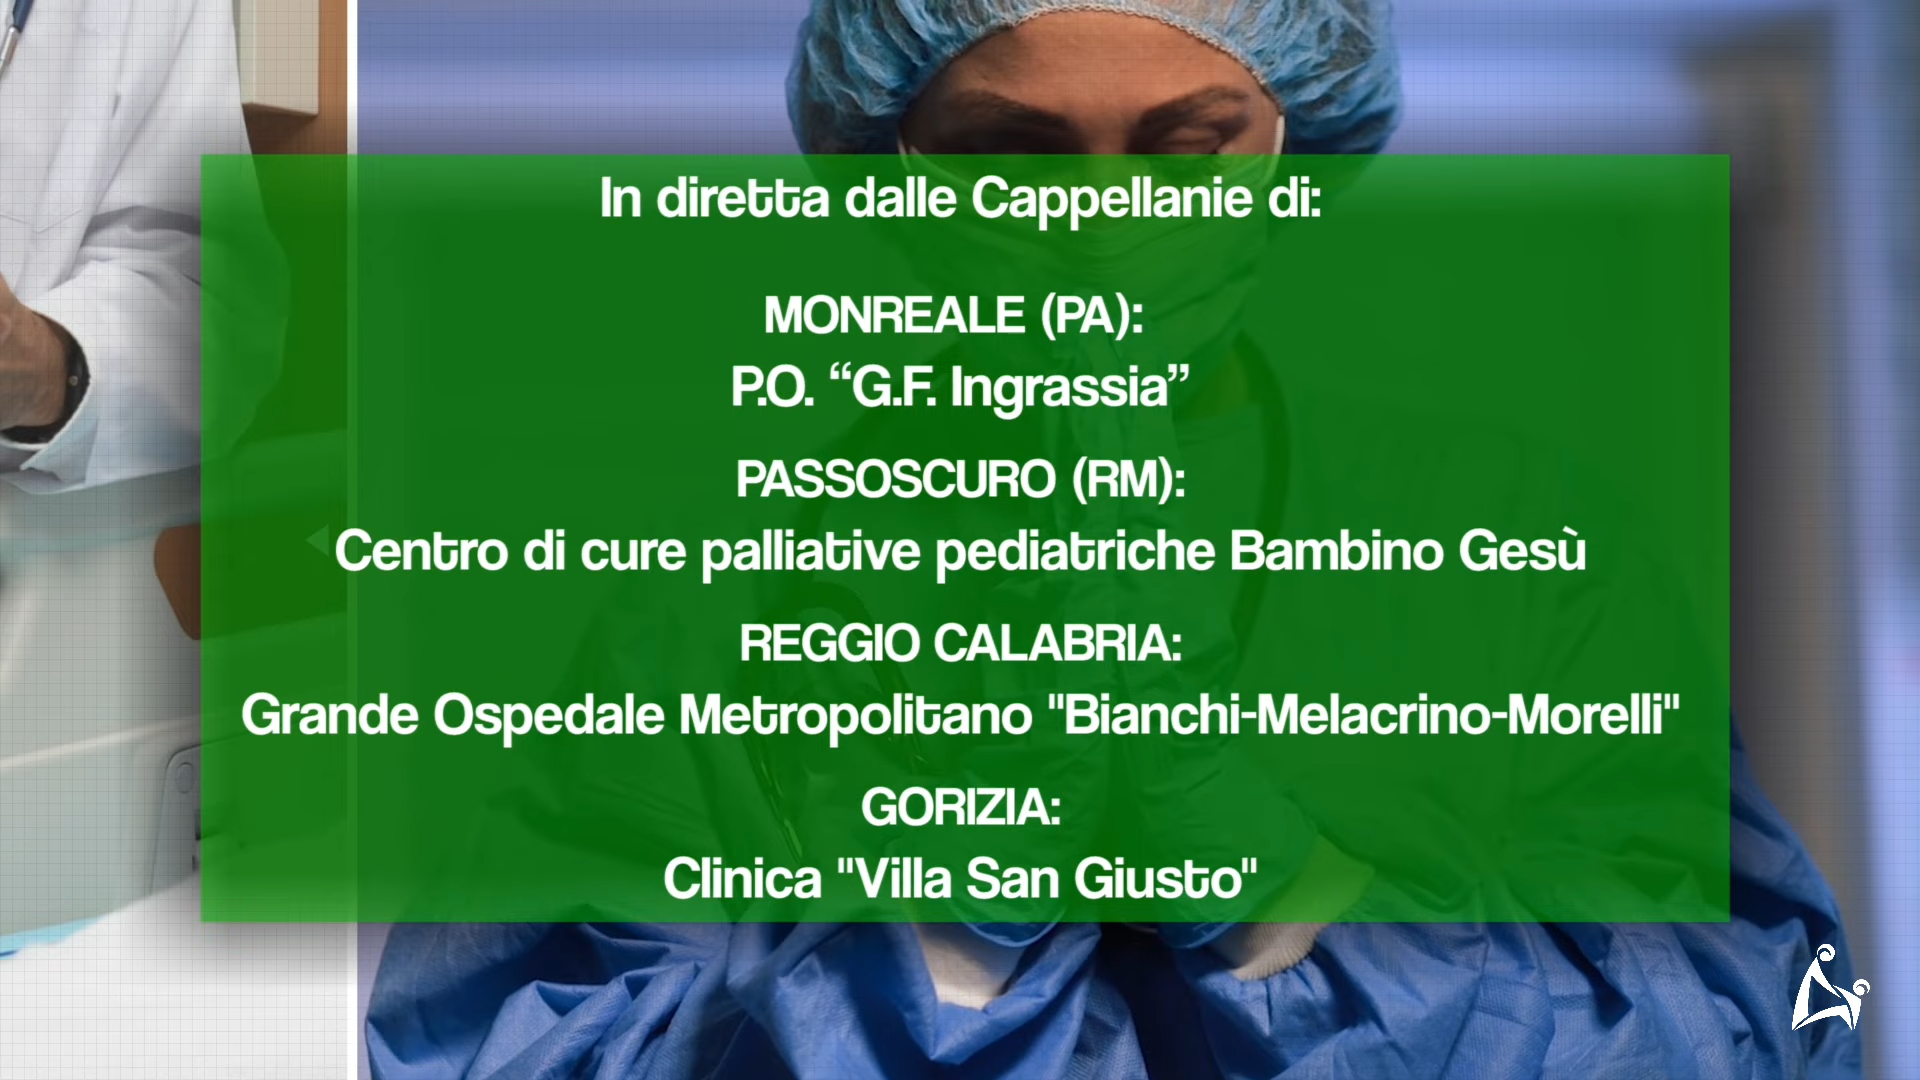 In diretta dalle Cappellanie di:
MONREALE (PA):
P.O. “G.F. Ingrassia”
PASSOSCURO (RM):
Centro di cure palliative pediatriche Bambino Gesù
REGGIO CALABRIA:
Grande Ospedale Metropolitano "Bianchi-Melacrino-Morelli"
GORIZIA:
Clinica "Villa San Giusto"